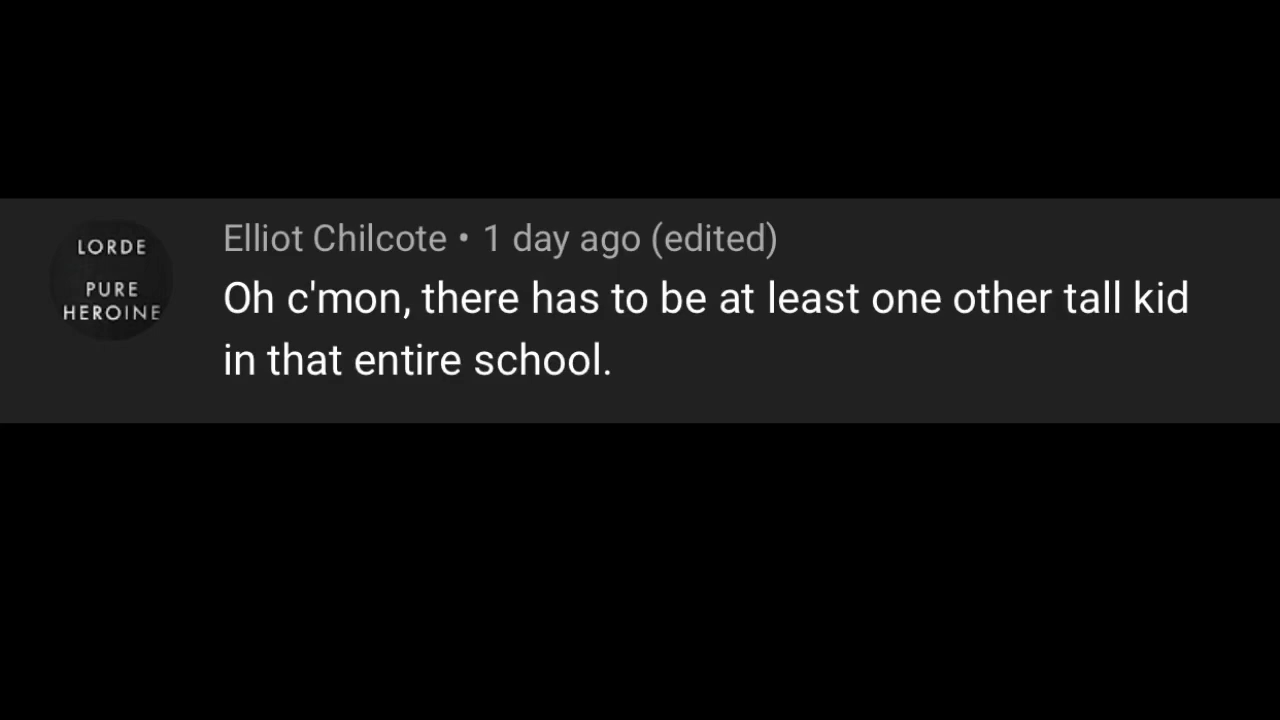 LORDE
PURE
HEROINE
Elliot Chilcote • 1 day ago (edited)
Oh c'mon, there has to be at least one other tall kid
in that entire school.